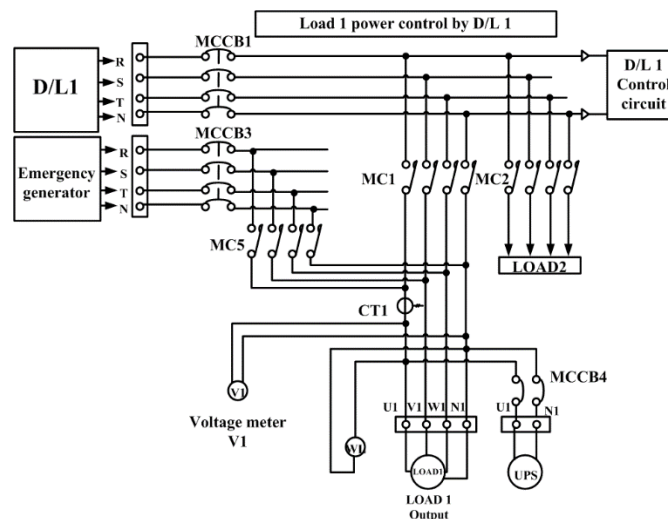 Load 1 power control by D/L 1
MCCB1
D/L1
R
S
T
N
D/L 1
Control
circuit
MCCB3
Emergency
generator
R
S
T
N
MC1
MC2
MC5
LOAD2
CT1
MCCB4
V1
Voltage meter
V1
U1 V1 W1 N1
U1
N1
WL
LOAD1
UPS
LOAD 1
Output